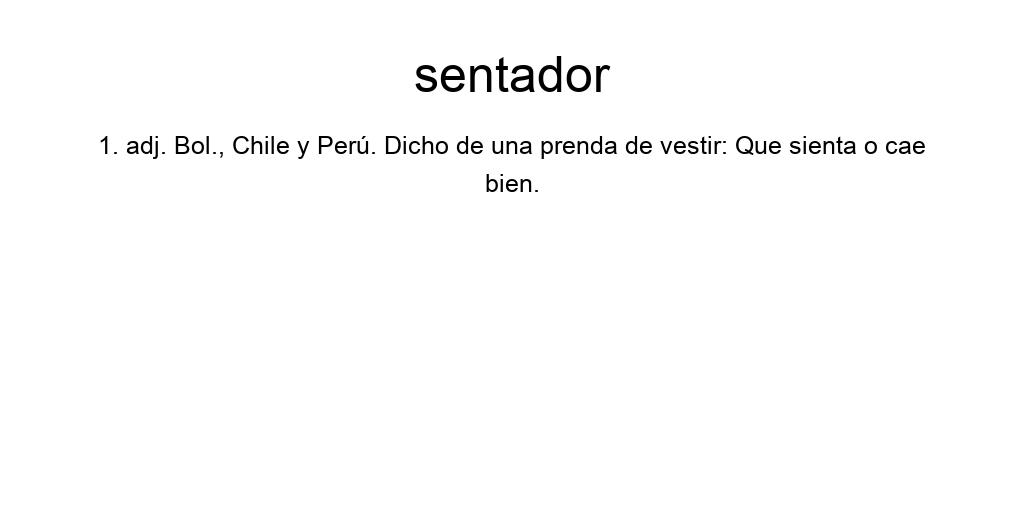 sentador
1. adj. Bol., Chile y Perú. Dicho de una prenda de vestir: Que sienta o cae
bien.